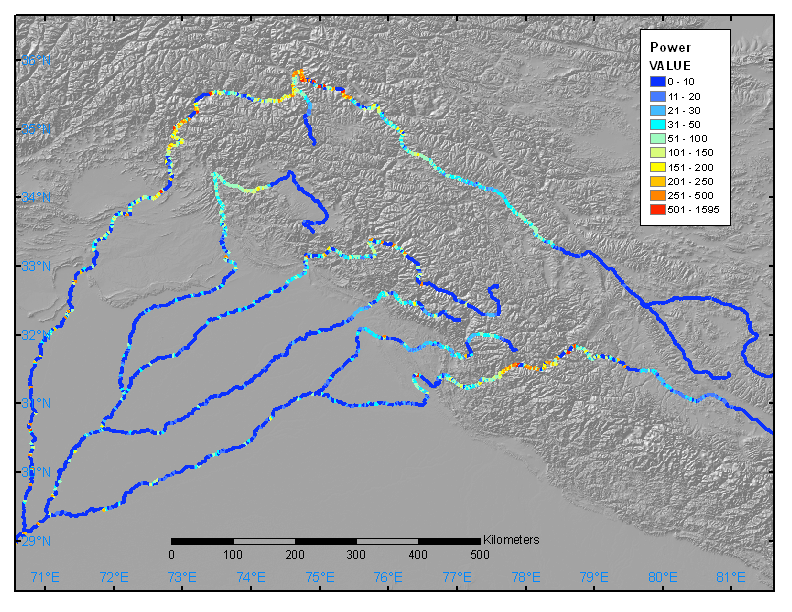 Power
VALUE
0 - 10
11 - 20
21 - 30
31 - 50
51 - 100
101 - 150
151 - 200
201 - 250
251 - 500
501 - 1595
36°N
35°N
34°N
33°N
32°N
31°N
30°N
29°N
Kilometers
0 100 200 300 400 500
71°E 72°E 73°E 74°E 75°E 76°E 77°E 78°E 79°E 80°E 81°E